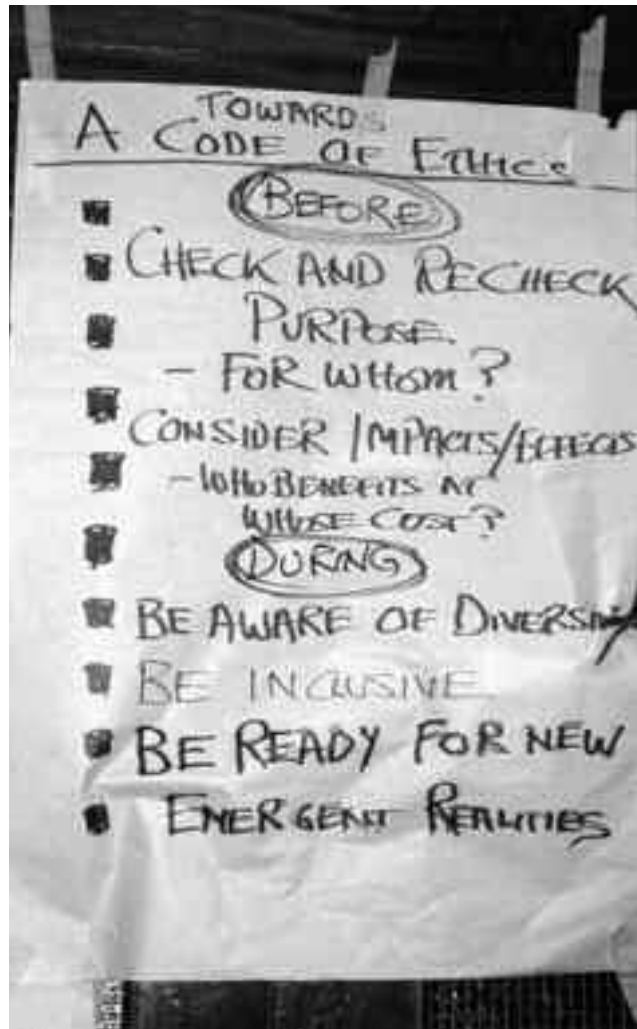 TOWARDS
A CODE OF ETHICS
BEFORE
CHECK AND RECHECK
PURPOSE.
- FOR WHOM?
CONSIDER IMPACTS/EFFECTS
- WHO BENEFITS AT
WHOSE COST?
DURING
BE AWARE OF DIVERSITY
BE INCLUSIVE
BE READY FOR NEW
EMERGENT REALITIES